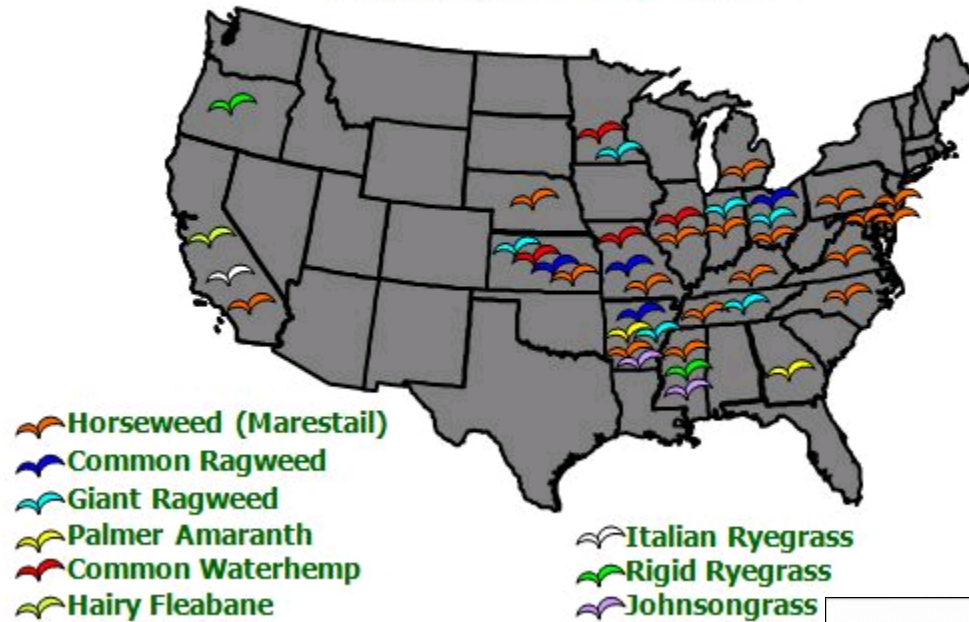 Horseweed (Marestail)
Common Ragweed
Giant Ragweed
Palmer Amaranth
Common Waterhemp
Hairy Fleabane
Italian Ryegrass
Rigid Ryegrass
Johnsongrass